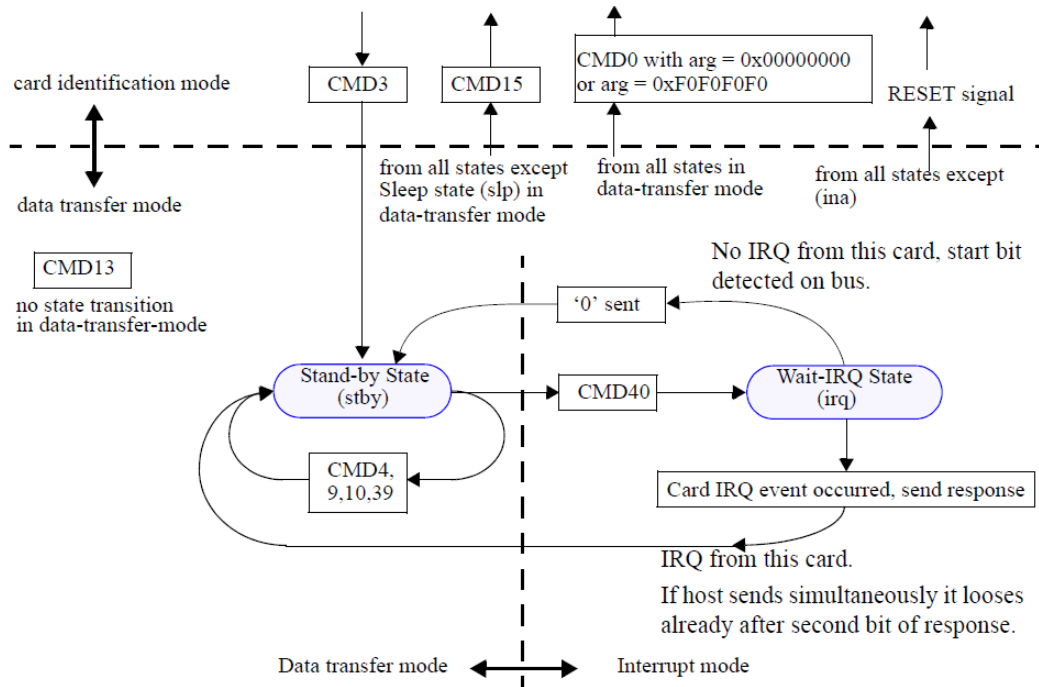 card identification mode
CMD3
CMD15
CMD0 with arg = 0x00000000
or arg = 0xF0F0F0F0
RESET signal
data transfer mode
from all states except
Sleep state (slp) in
data-transfer mode
from all states in
data-transfer mode
from all states except
(ina)
CMD13
no state transition
in data-transfer-mode
No IRQ from this card, start bit
detected on bus.
‘0’ sent
Stand-by State
(stby)
CMD40
Wait-IRQ State
(irq)
CMD4,
9,10,39
Card IRQ event occurred, send response
IRQ from this card.
If host sends simultaneously it looses
already after second bit of response.
Data transfer mode
Interrupt mode